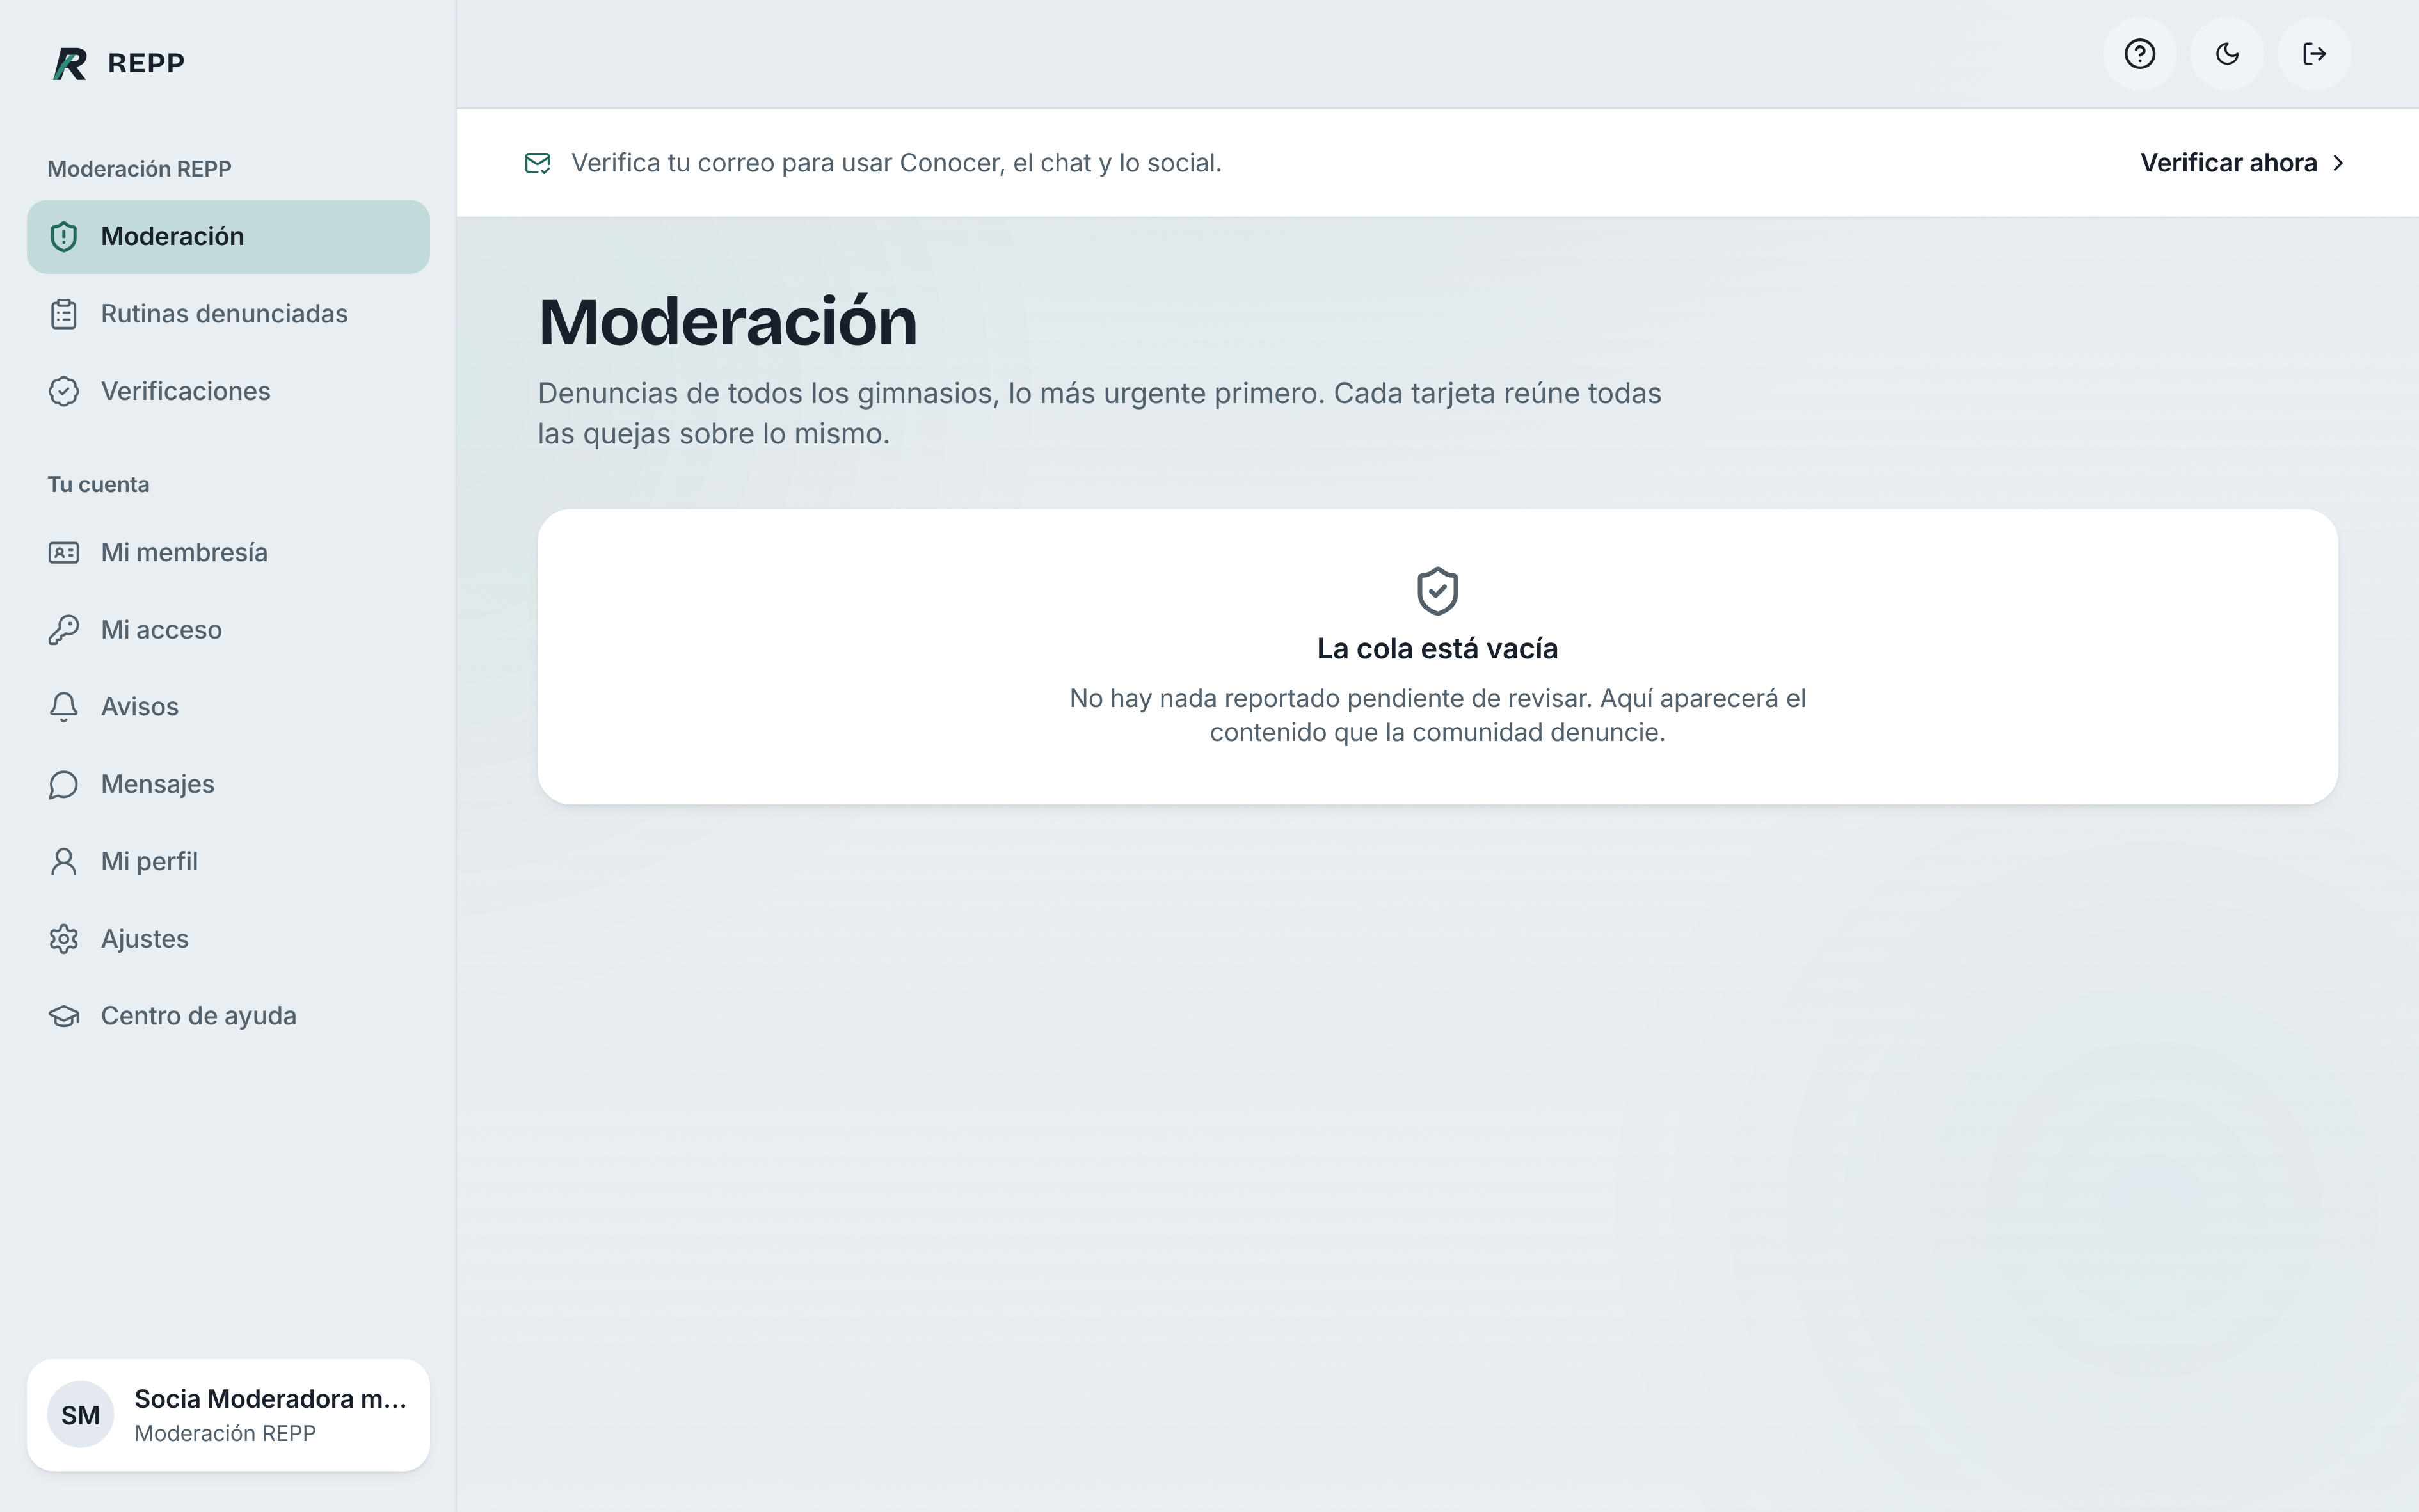 REPP
Moderación REPP
Moderación
Rutinas denunciadas
Verificaciones
Tu cuenta
Mi membresía
Mi acceso
Avisos
Mensajes
Mi perfil
Ajustes
Centro de ayuda
SM
Socia Moderadora m...
Moderación REPP
Verifica tu correo para usar Conocer, el chat y lo social.
Verificar ahora
Moderación
Denuncias de todos los gimnasios, lo más urgente primero. Cada tarjeta reúne todas
las quejas sobre lo mismo.
La cola está vacía
No hay nada reportado pendiente de revisar. Aquí aparecerá el
contenido que la comunidad denuncie.